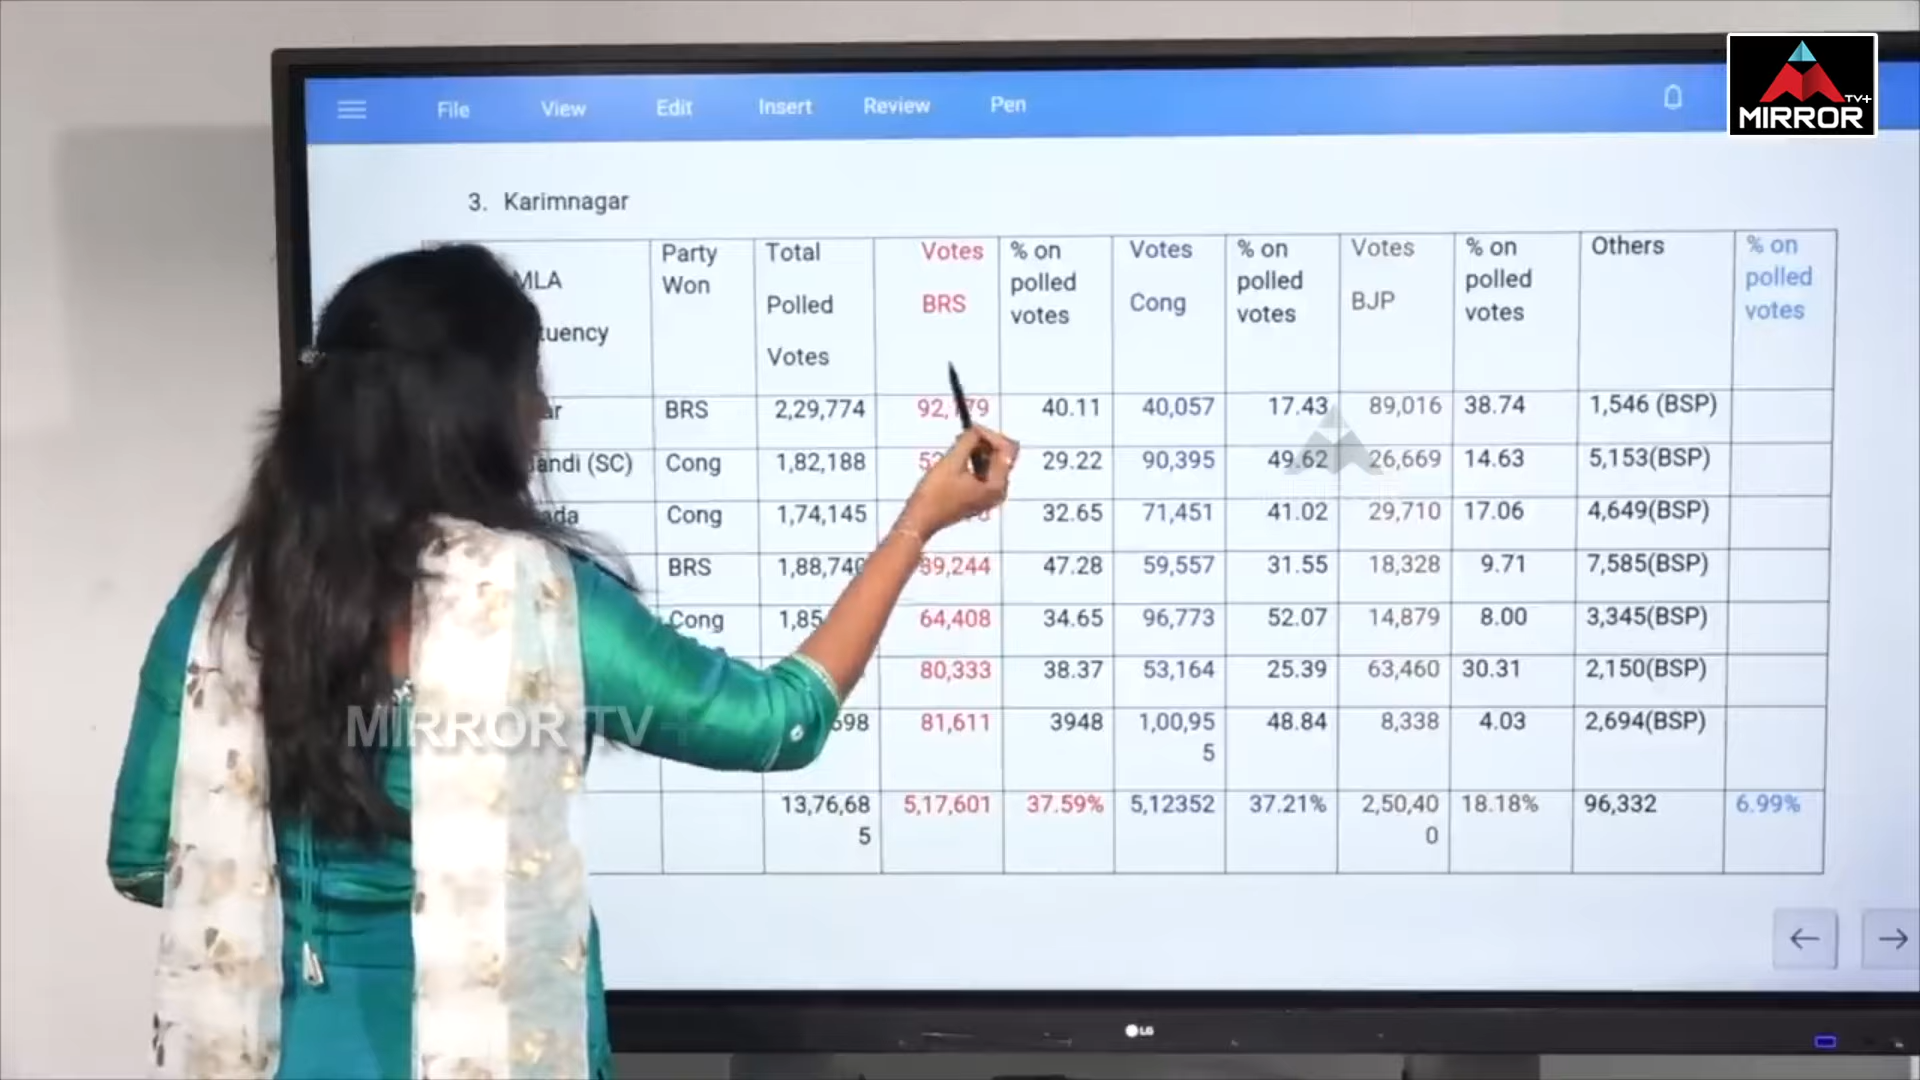 MIRROR TV+
File View Edit Insert Review Pen
3. Karimnagar
MLA Party Won Total Polled Votes Votes BRS % on polled votes Votes Cong % on polled votes Votes BJP % on polled votes Others % on polled votes
BRS 2,29,774 40.11 40,057 17.43 89,016 38.74 1,546 (BSP)
(SC) Cong 1,82,188 29.22 90,395 49.62 26,669 14.63 5,153(BSP)
Cong 1,74,145 32.65 71,451 41.02 29,710 17.06 4,649(BSP)
BRS 47.28 59,557 31.55 18,328 9.71 7,585(BSP)
Cong 64,408 34.65 96,773 52.07 14,879 8.00 3,345(BSP)
80,333 38.37 53,164 25.39 63,460 30.31 2,150(BSP)
81,611 3948 1,00,955 48.84 8,338 4.03 2,694(BSP)
13,76,685 5,17,601 37.59% 5,12352 37.21% 2,50,400 18.18% 96,332 6.99%
MIRROR TV+
LG